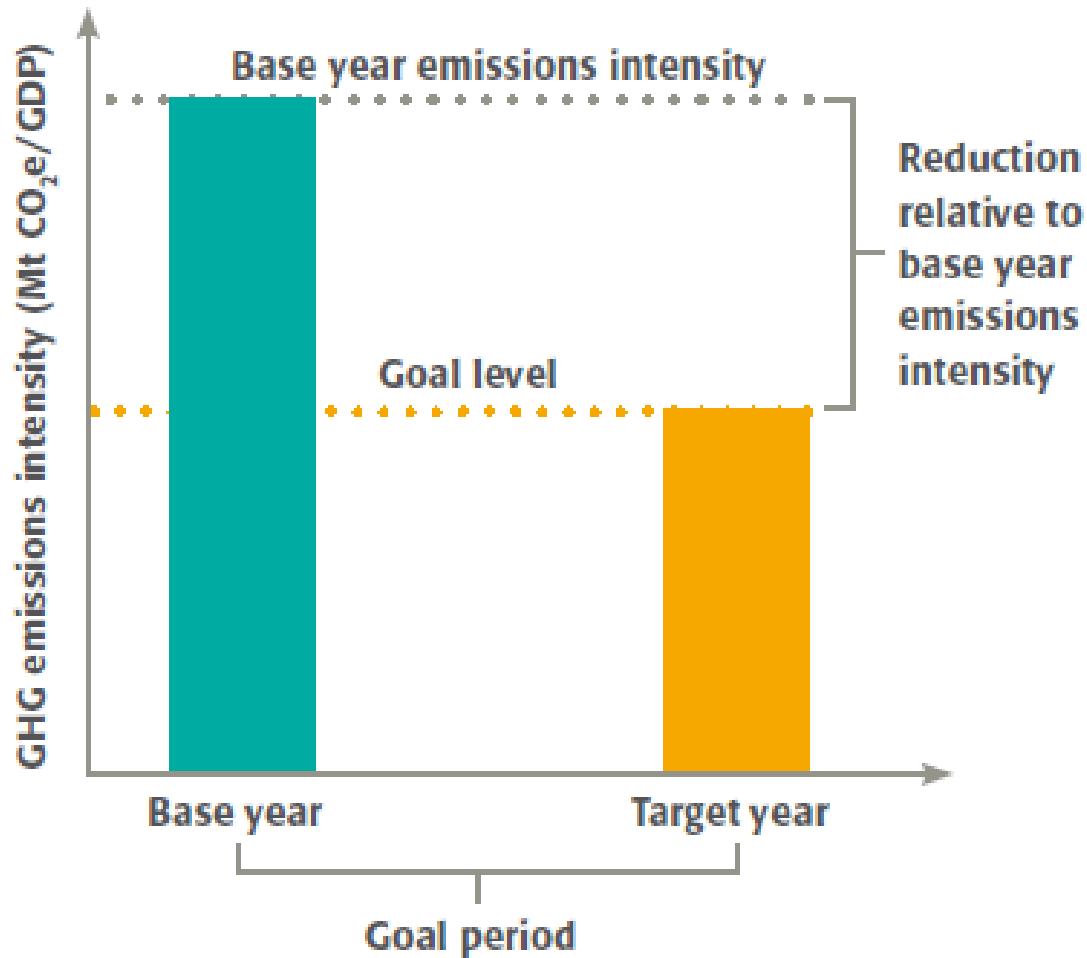 GHG emissions intensity (Mt CO₂e/GDP)
Base year emissions intensity
Reduction
relative to
base year
emissions
intensity
Goal level
Base year
Target year
Goal period